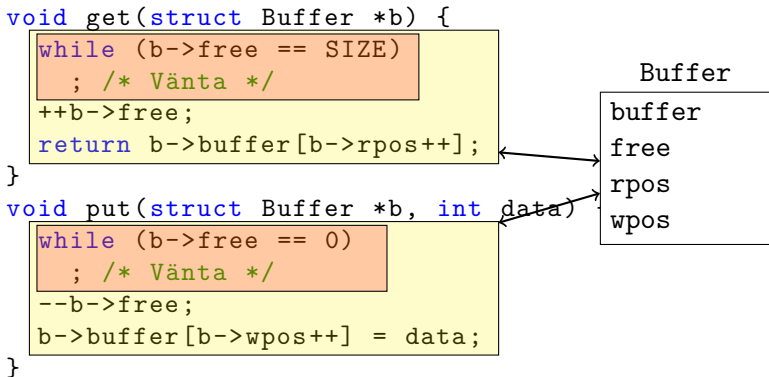 void get(struct Buffer *b) {
while (b->free == SIZE)
; /* Vänta */
++b->free;
return b->buffer[b->rpos++];
}
void put(struct Buffer *b, int data)
while (b->free == 0)
; /* Vänta */
--b->free;
b->buffer[b->wpos++] = data;
}
Buffer
buffer
free
rpos
wpos